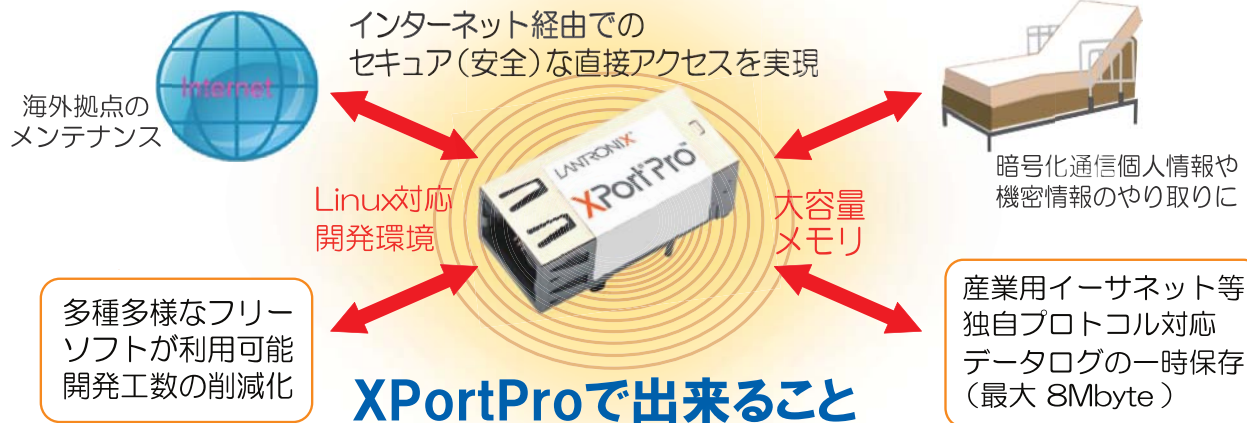 インターネット経由での
セキュア(安全)な直接アクセスを実現
Internet
海外拠点の
メンテナンス
LANTRONIX®
XPort® Pro™
暗号化通信個人情報や
機密情報のやり取りに
Linux対応
開発環境
大容量
メモリ
多種多様なフリー
ソフトが利用可能
開発工数の削減化
産業用イーサネット等
独自プロトコル対応
データログの一時保存
(最大 8Mbyte)
XPortProで出来ること